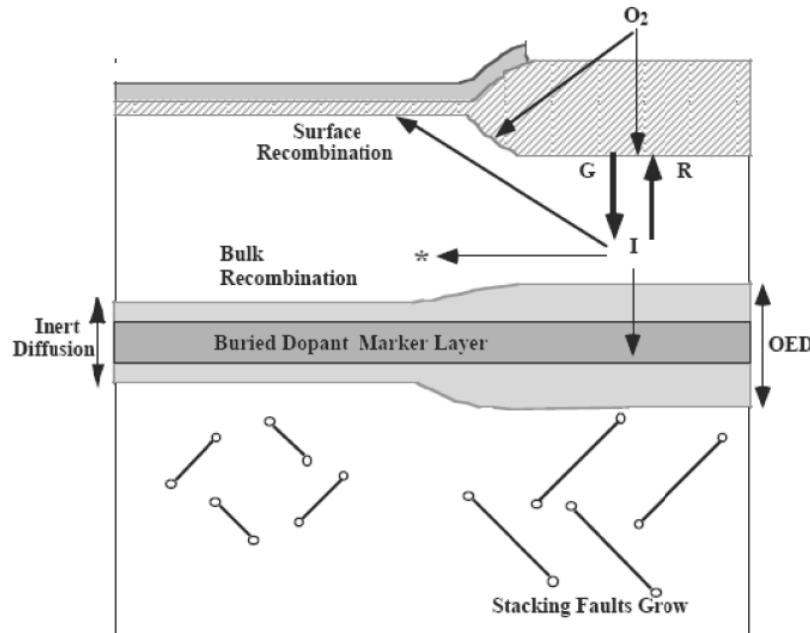 O2
Surface
Recombination
G
R
I
Bulk
Recombination
*
Inert
Diffusion
Buried Dopant Marker Layer
OED
Stacking Faults Grow